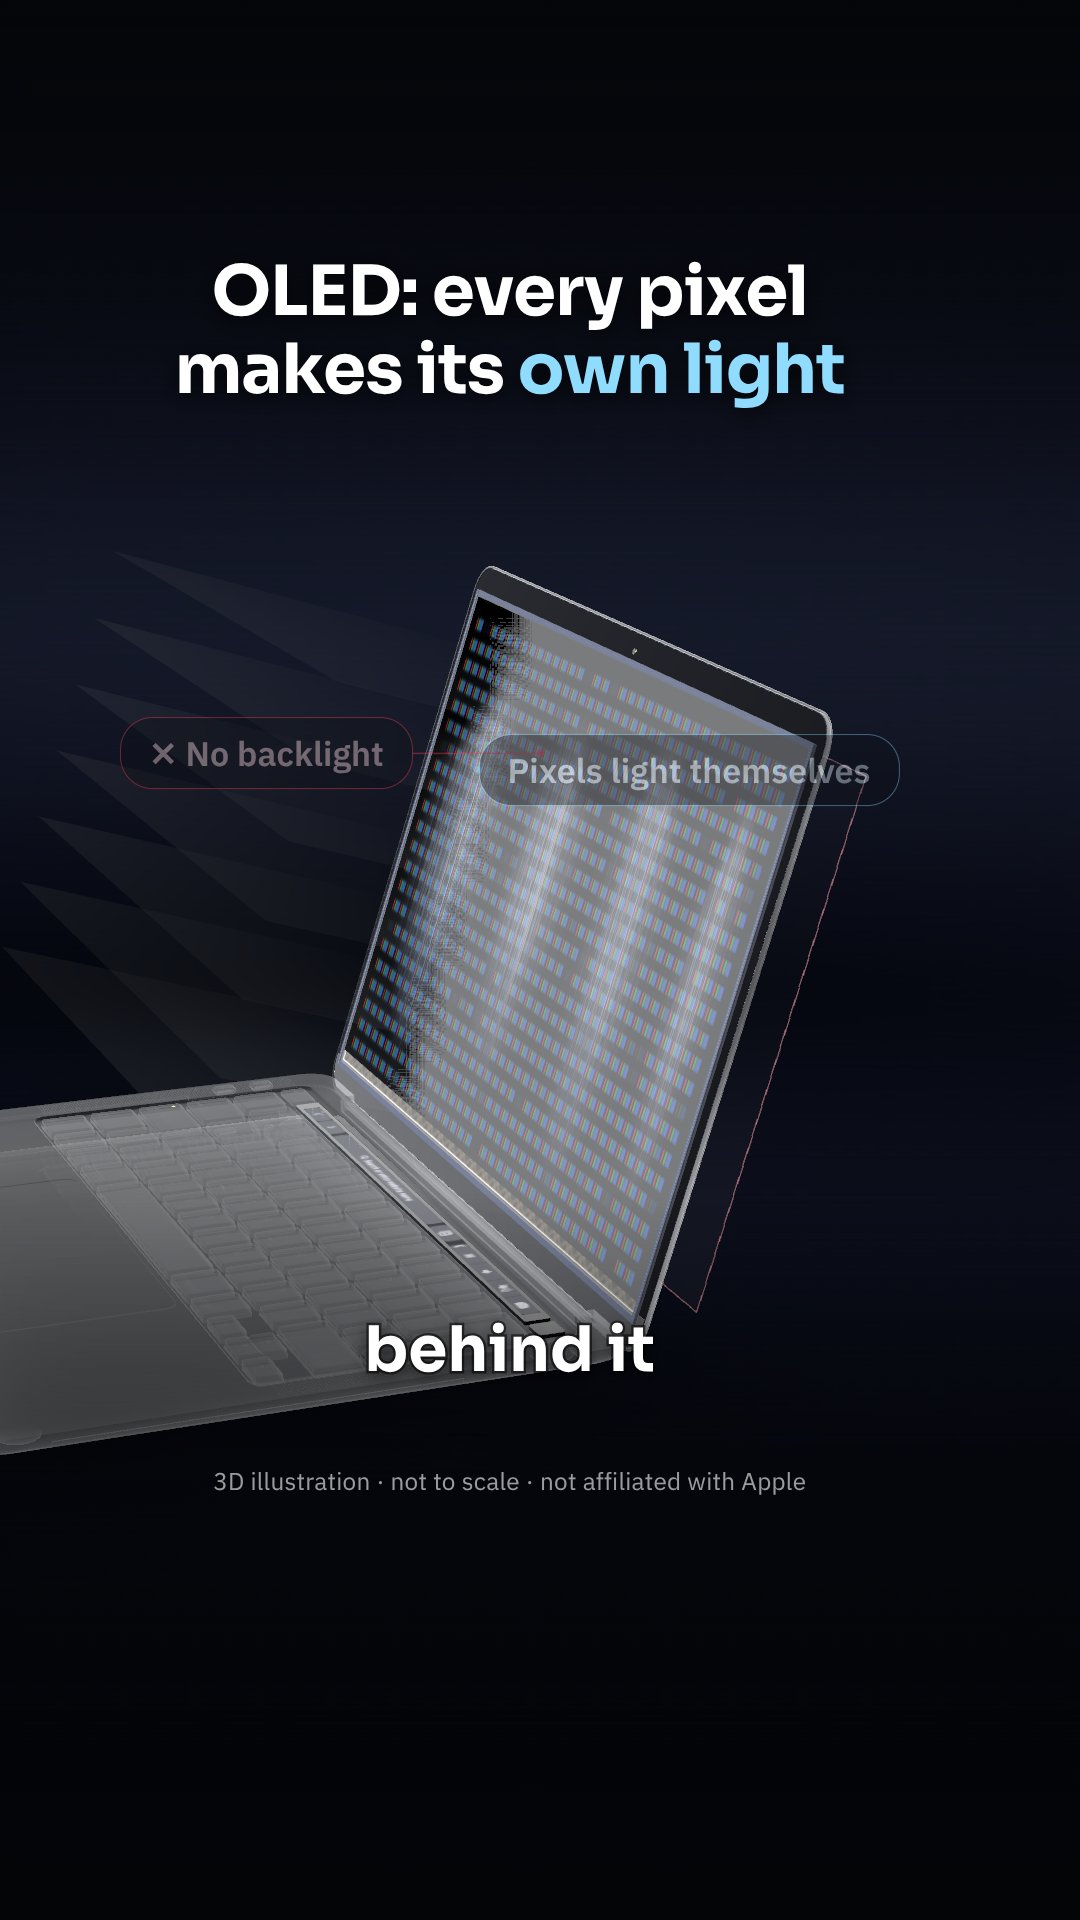 OLED: every pixel
makes its own light
✕ No backlight
Pixels light themselves
behind it
3D illustration · not to scale · not affiliated with Apple